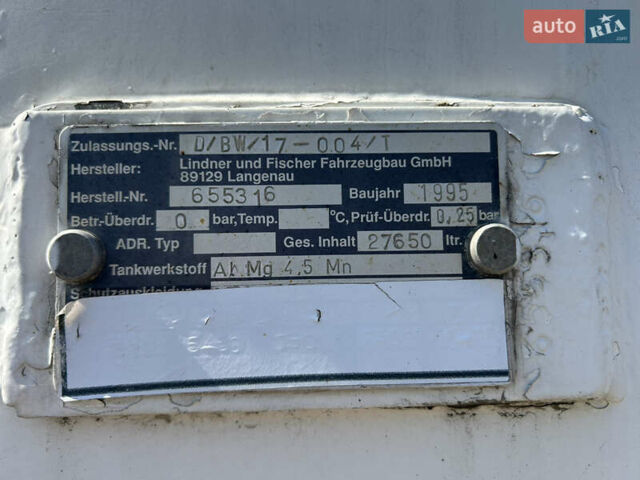 auto RIA.com
Zulassungs.-Nr. D/BW/17-004/T
Hersteller: Lindner und Fischer Fahrzeugbau GmbH
89129 Langenau
Herstell.-Nr. 655316 Baujahr 1995
Betr.-Überdr. 0 bar,Temp. °C, Prüf-Überdr. 0,25 bar
ADR. Typ Ges. Inhalt 27650 ltr.
Tankwerkstoff AL Mg 4,5 Mn
Schutzauskleidung